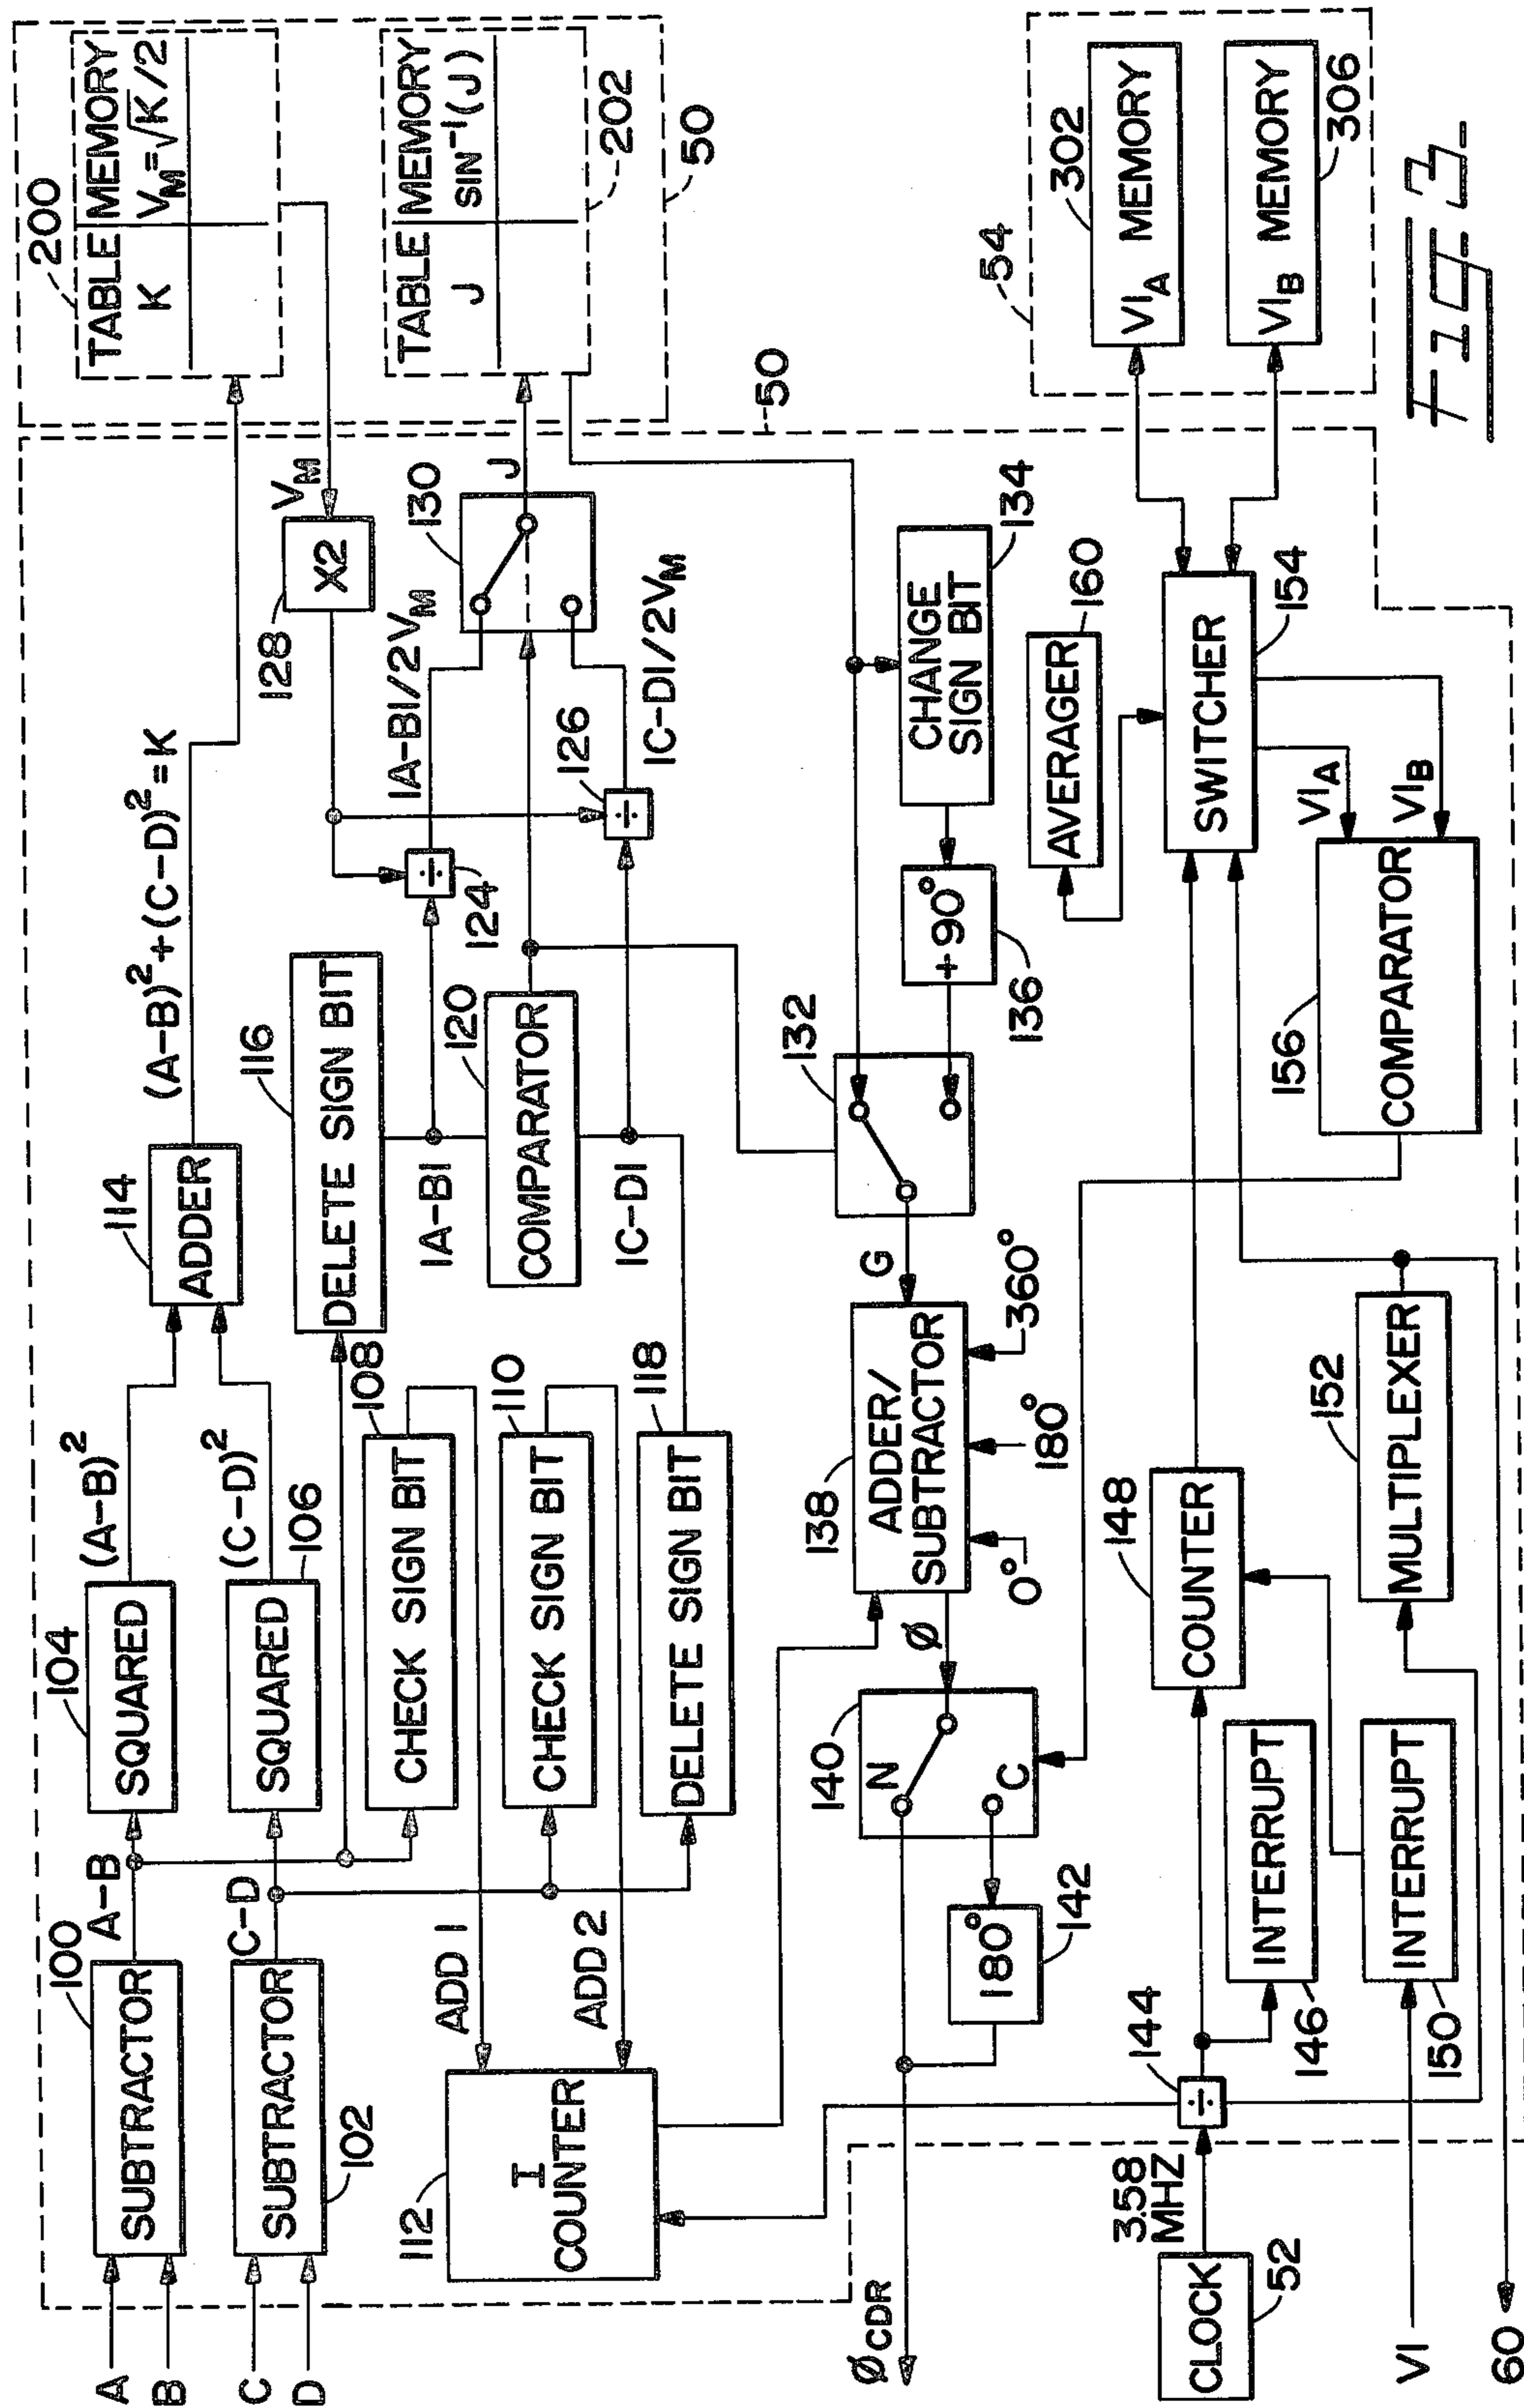 A
B
C
D
SUBTRACTOR
100
SUBTRACTOR
102
A-B
C-D
SQUARED
104
SQUARED
106
(A-B)²
(C-D)²
ADDER
114
(A-B)²+(C-D)²=K
200
TABLE MEMORY
K
V_M=√K/2
TABLE MEMORY
J
SIN⁻¹(J)
202
50
CHECK SIGN BIT
108
CHECK SIGN BIT
110
DELETE SIGN BIT
118
DELETE SIGN BIT
116
|A-B|
COMPARATOR
120
|C-D|
÷
124
÷
126
V_M
X2
128
|A-B|/2V_M
|C-D|/2V_M
130
J
50
ADD 1
ADD 2
I
COUNTER
112
132
CHANGE
SIGN BIT
134
+90°
136
G
ADDER/
SUBTRACTOR
138
0°
180°
360°
Ø
140
N
C
180°
142
Ø_CDR
CLOCK
52
3.58
MHZ
÷
144
INTERRUPT
146
INTERRUPT
150
VI
60
COUNTER
148
MULTIPLEXER
152
AVERAGER
160
SWITCHER
154
VI_A
VI_B
COMPARATOR
156
54
VI_A MEMORY
302
VI_B MEMORY
306
FIG. 3.